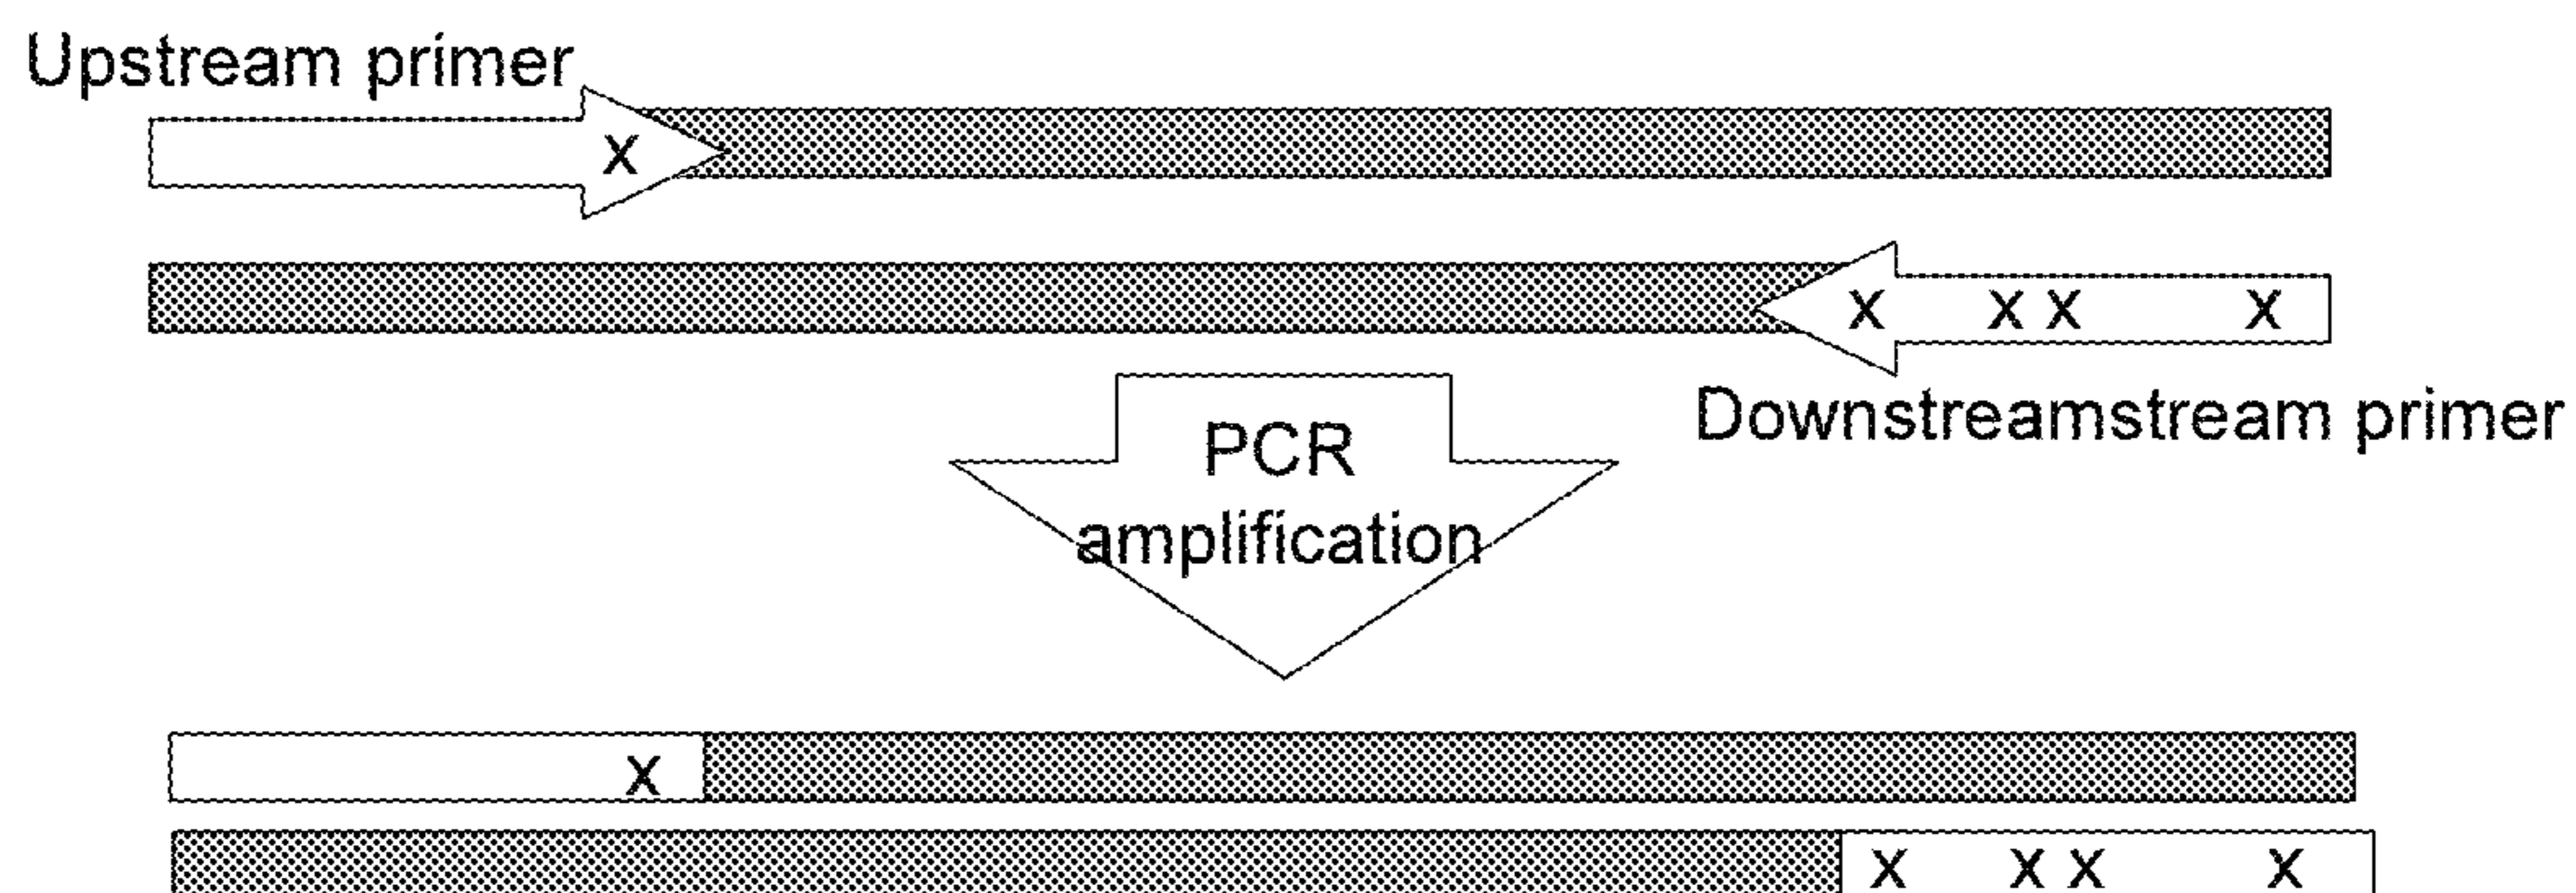 Upstream primer
x
x x x x
Downstreamstream primer
PCR
amplification
x
x x x x